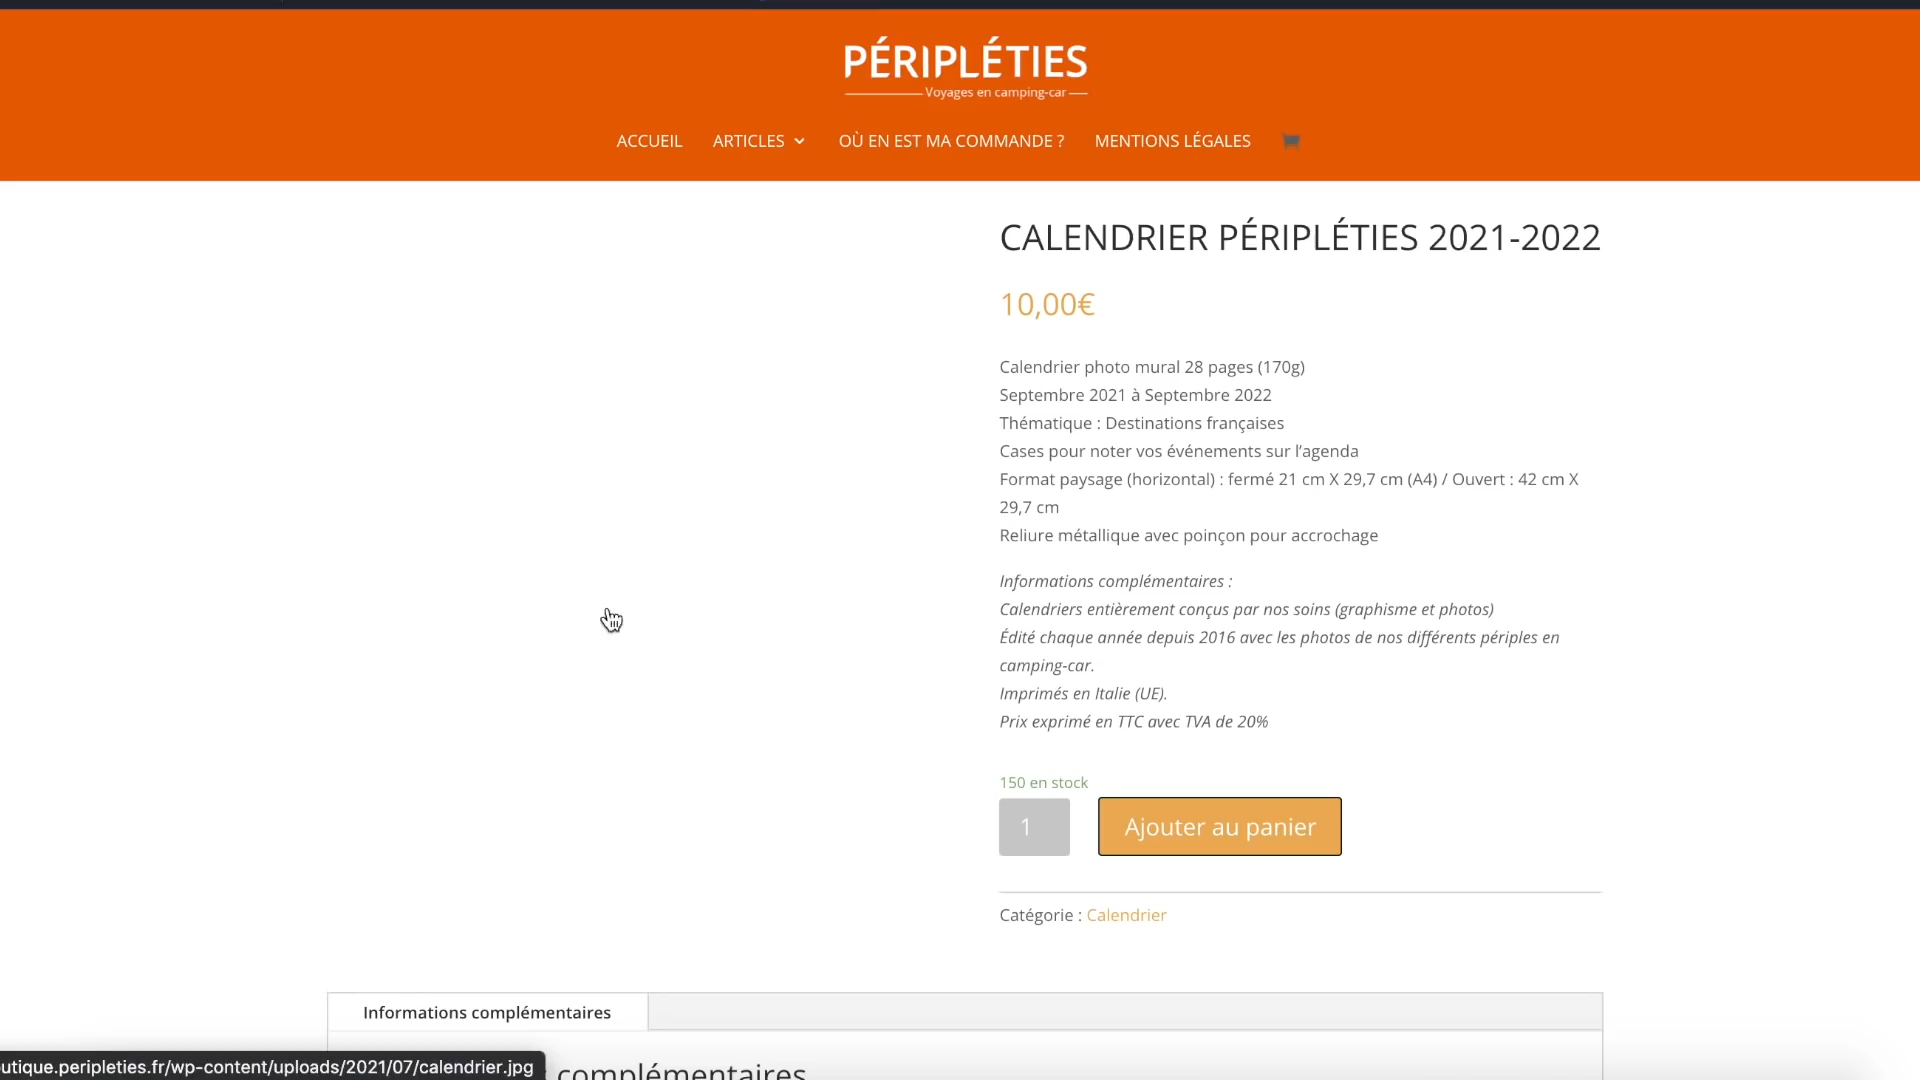 PÉRIPLÉTIES
Voyages en camping-car
ACCUEIL ARTICLES OÙ EN EST MA COMMANDE ? MENTIONS LÉGALES
CALENDRIER PÉRIPLÉTIES 2021-2022
10,00€
Calendrier photo mural 28 pages (170g)
Septembre 2021 à Septembre 2022
Thématique : Destinations françaises
Cases pour noter vos événements sur l’agenda
Format paysage (horizontal) : fermé 21 cm X 29,7 cm (A4) / Ouvert : 42 cm X
29,7 cm
Reliure métallique avec poinçon pour accrochage
Informations complémentaires :
Calendriers entièrement conçus par nos soins (graphisme et photos)
Édité chaque année depuis 2016 avec les photos de nos différents périples en
camping-car.
Imprimés en Italie (UE).
Prix exprimé en TTC avec TVA de 20%
150 en stock
1 Ajouter au panier
Catégorie : Calendrier
Informations complémentaires
complémentaires
utique.peripleties.fr/wp-content/uploads/2021/07/calendrier.jpg